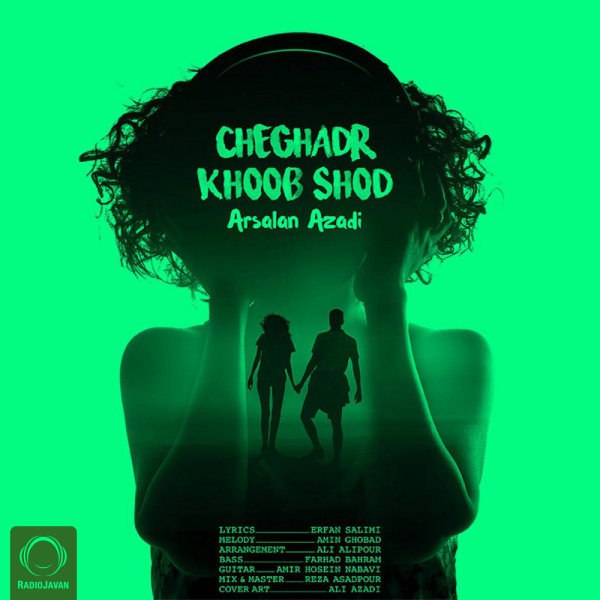 CHEGHADR
KHOOB SHOD
Arsalan Azadi
LYRICS ERFAN SALIMI
MELODY AMIN GHOBAD
ARRANGEMENT ALI ALIPOUR
BASS FARHAD BAHRAM
GUITAR AMIR HOSEIN NABAVI
MIX & MASTER REZA ASADPOUR
COVER ART ALI AZADI
RADIOJAVAN